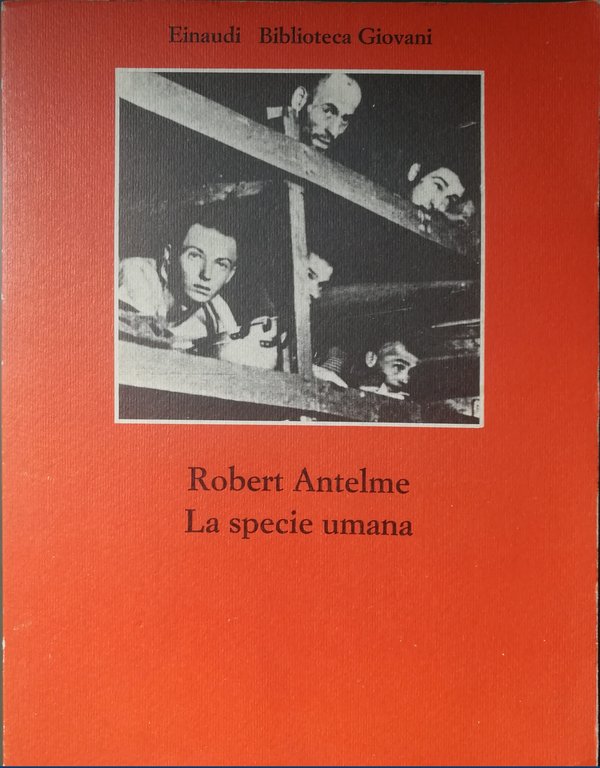 Einaudi Biblioteca Giovani
Robert Antelme
La specie umana